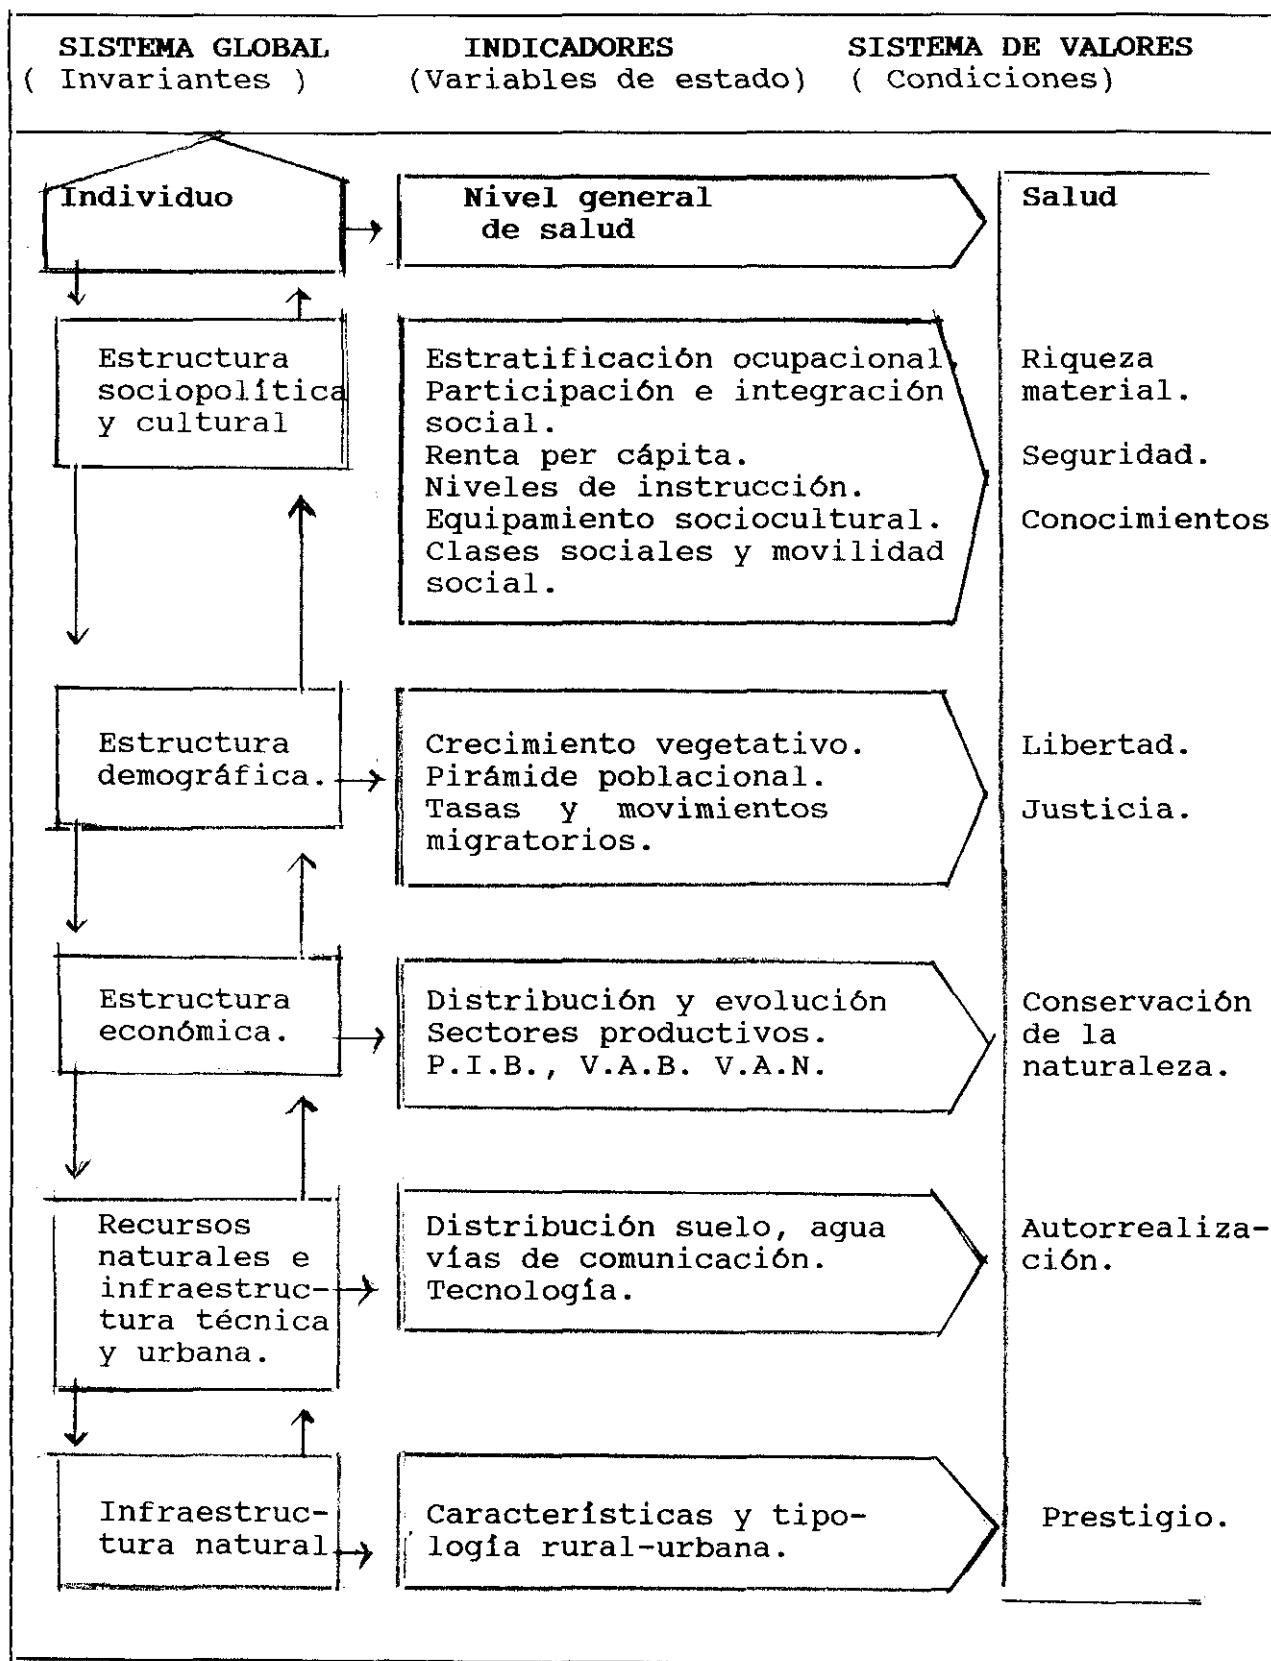 SISTEMA GLOBAL INDICADORES SISTEMA DE VALORES
( Invariantes ) (Variables de estado) ( Condiciones)
Individuo
Nivel general
de salud
Salud
Estructura
sociopolítica
y cultural
Estratificación ocupacional.
Participación e integración
social.
Renta per cápita.
Niveles de instrucción.
Equipamiento sociocultural.
Clases sociales y movilidad
social.
Riqueza
material.
Seguridad.
Conocimientos
Estructura
demográfica.
Crecimiento vegetativo.
Pirámide poblacional.
Tasas y movimientos
migratorios.
Libertad.
Justicia.
Estructura
económica.
Distribución y evolución
Sectores productivos.
P.I.B., V.A.B. V.A.N.
Conservación
de la
naturaleza.
Recursos
naturales e
infraestruc-
tura técnica
y urbana.
Distribución suelo, agua
vías de comunicación.
Tecnología.
Autorrealiza-
ción.
Infraestruc-
tura natural
Características y tipo-
logía rural-urbana.
Prestigio.